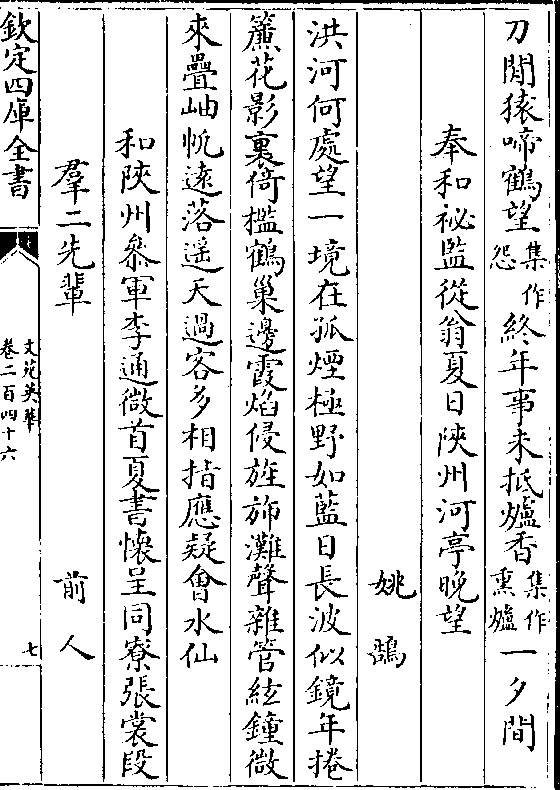 刀閒猿啼鶴望集作怨終年事未抵爐香集作熏爐一夕間
奉和祕監從翁夏日陝州河亭晚望
姚鵠
洪河何處望一境在孤煙極野如藍日長波似鏡年捲
簾花影裏倚檻鶴巢邊霞焰侵旌斾灘聲雜管絃鐘微
來疊岫帆遠落遥天過客多相指應疑會水仙
和陝州叅軍李通微首夏書懷呈同寮張裳段
羣二先輩 前人
欽定四庫全書
文苑英華
卷二百四十六
七